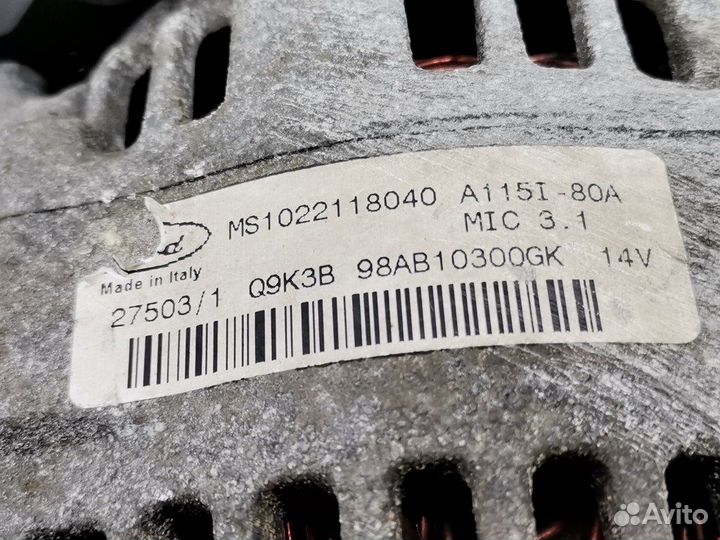 MS1022118040 A115I-80A
MIC 3.1
Made in Italy
27503/1 Q9K3B 98AB10300GK 14V
Avito